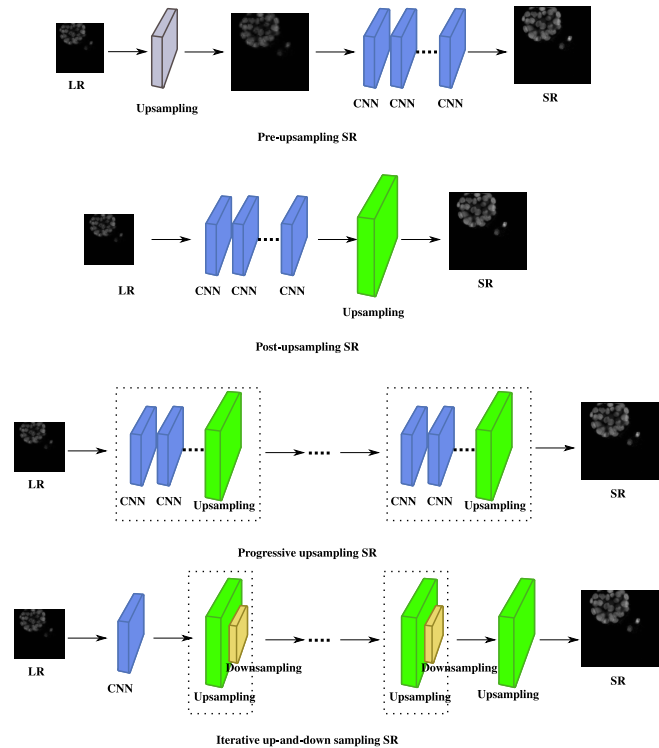 LR
Upsampling
CNN
CNN
CNN
SR
Pre-upsampling SR
LR
CNN
CNN
CNN
Upsampling
SR
Post-upsampling SR
LR
CNN
CNN
Upsampling
CNN
CNN
Upsampling
SR
Progressive upsampling SR
LR
CNN
Upsampling
Downsampling
Upsampling
Downsampling
Upsampling
SR
Iterative up-and-down sampling SR